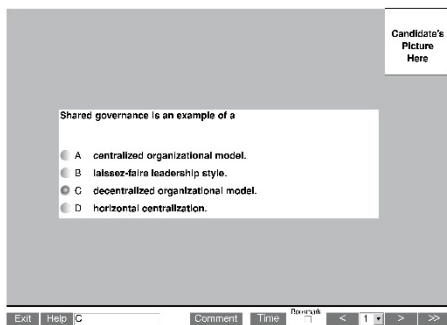 Candidate's
Picture
Here
Shared governance is an example of a
A centralized organizational model.
B laissez-faire leadership style.
C decentralized organizational model.
D horizontal centralization.
Exit Help C Comment Time Bookmark < 1 > >>